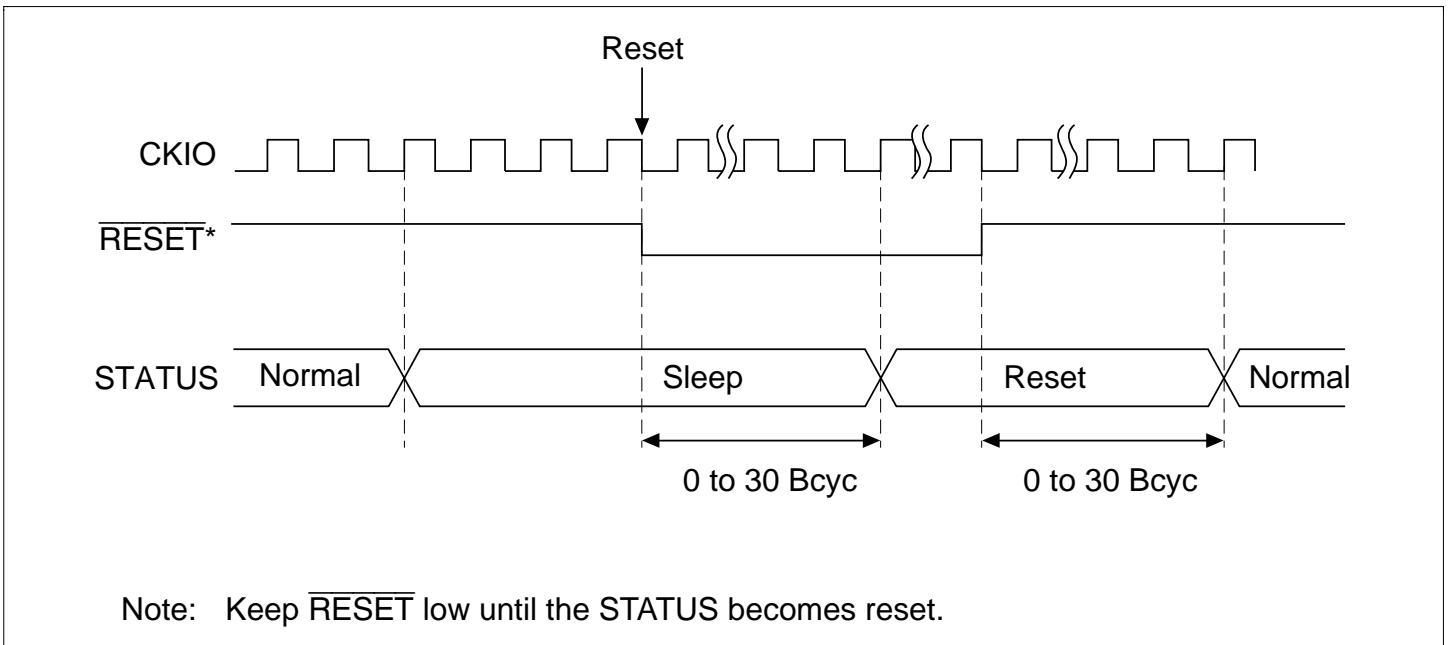 Reset
CKIO
RESET*
STATUS Normal Sleep Reset Normal
0 to 30 Bcyc 0 to 30 Bcyc
Note: Keep RESET low until the STATUS becomes reset.